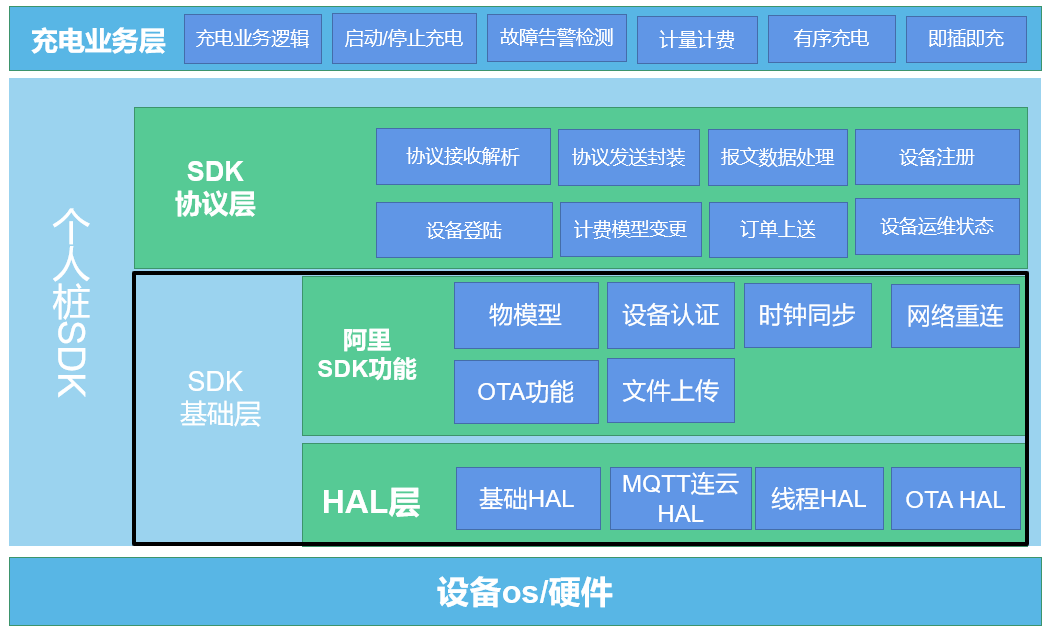 充电业务层
充电业务逻辑
启动/停止充电
故障告警检测
计量计费
有序充电
即插即充
个人桩SDK
SDK
协议层
协议接收解析
协议发送封装
报文数据处理
设备注册
设备登陆
计费模型变更
订单上送
设备运维状态
SDK
基础层
阿里
SDK功能
物模型
设备认证
时钟同步
网络重连
OTA功能
文件上传
HAL层
基础HAL
MQTT连云
HAL
线程HAL
OTA HAL
设备os/硬件